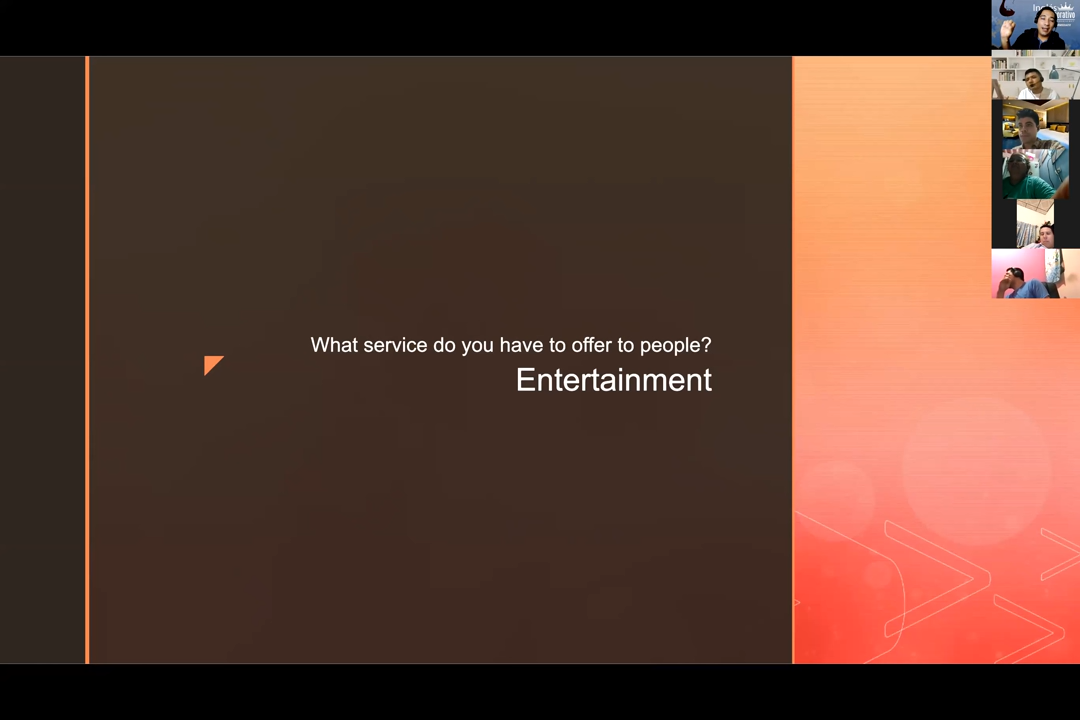 What service do you have to offer to people?
Entertainment